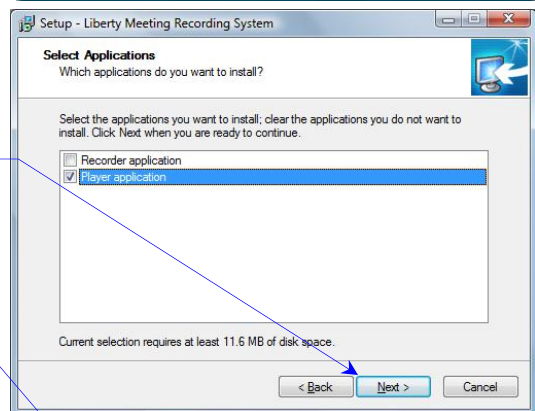 Setup - Liberty Meeting Recording System
Select Applications
Which applications do you want to install?
Select the applications you want to install; clear the applications you do not want to
install. Click Next when you are ready to continue.
Recorder application
Player application
Current selection requires at least 11.6 MB of disk space.
< Back
Next >
Cancel